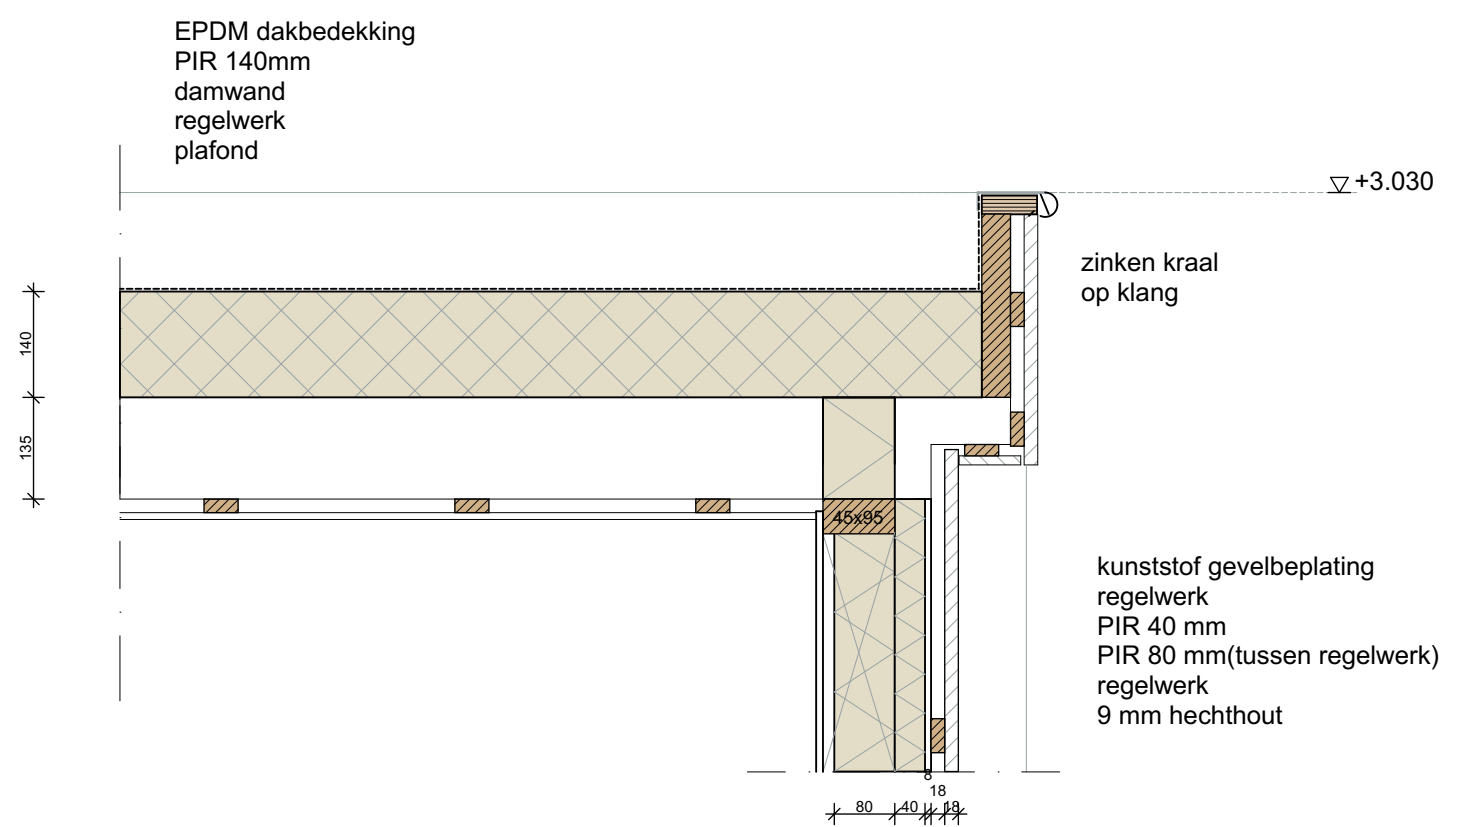 EPDM dakbedekking
PIR 140mm
damwand
regelwerk
plafond
+3.030
zinken kraal
op klang
140
135
45x95
kunststof gevelbeplating
regelwerk
PIR 40 mm
PIR 80 mm(tussen regelwerk)
regelwerk
9 mm hechthout
8
18
80
40
18